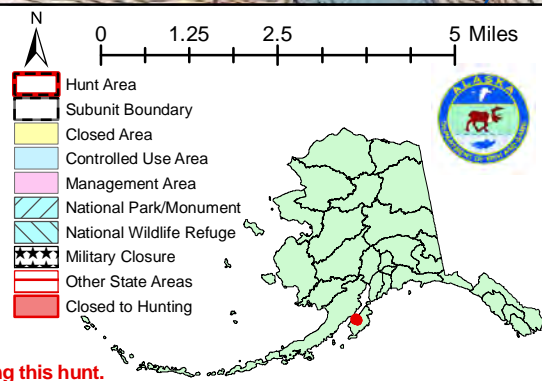 N
0 1.25 2.5 5 Miles
Hunt Area
Subunit Boundary
Closed Area
Controlled Use Area
Management Area
National Park/Monument
National Wildlife Refuge
Military Closure
Other State Areas
Closed to Hunting
ALASKA
ng this hunt.